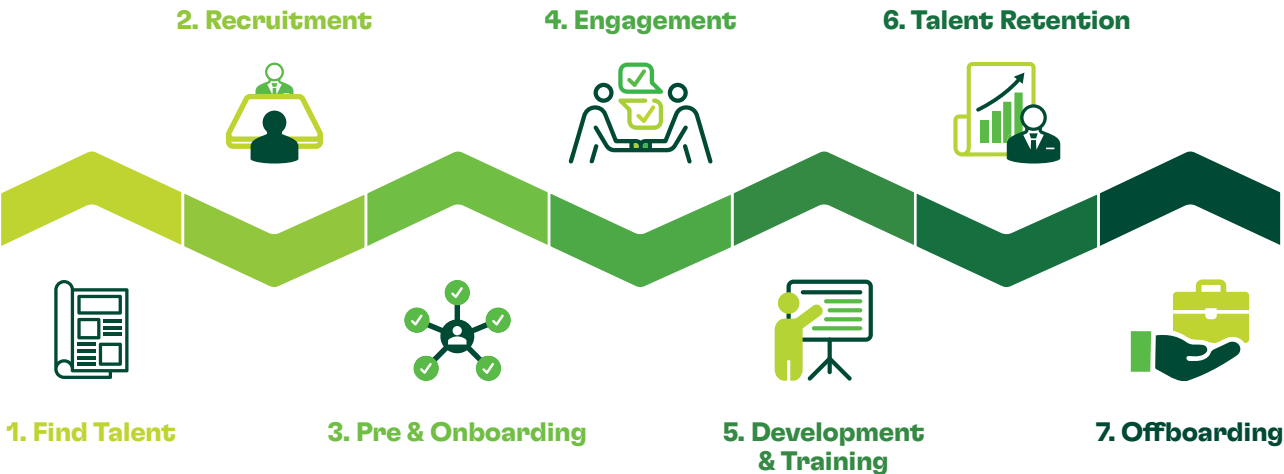 2. Recruitment
4. Engagement
6. Talent Retention
1. Find Talent
3. Pre & Onboarding
5. Development
& Training
7. Offboarding